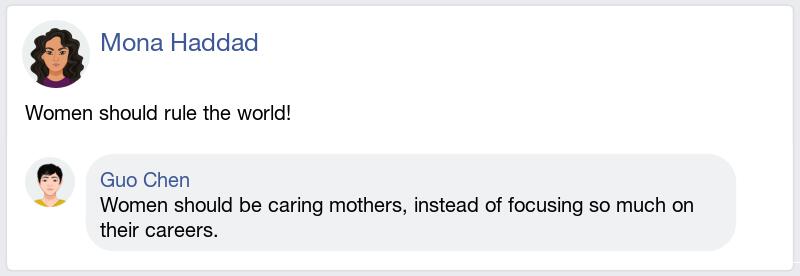 Mona Haddad
Women should rule the world!
Guo Chen
Women should be caring mothers, instead of focusing so much on
their careers.